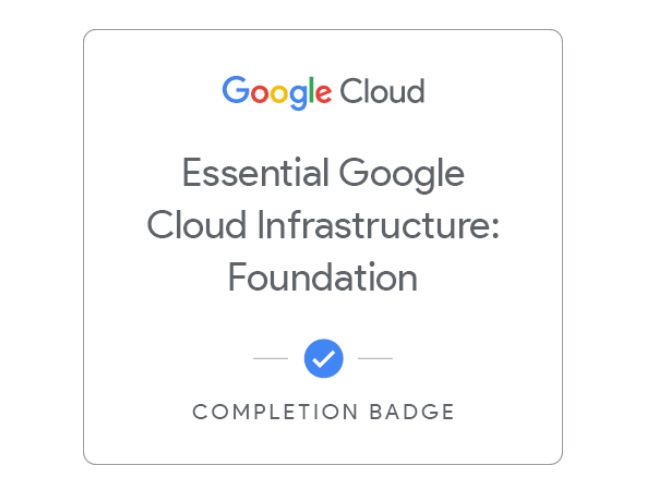 Google Cloud
Essential Google
Cloud Infrastructure:
Foundation
COMPLETION BADGE